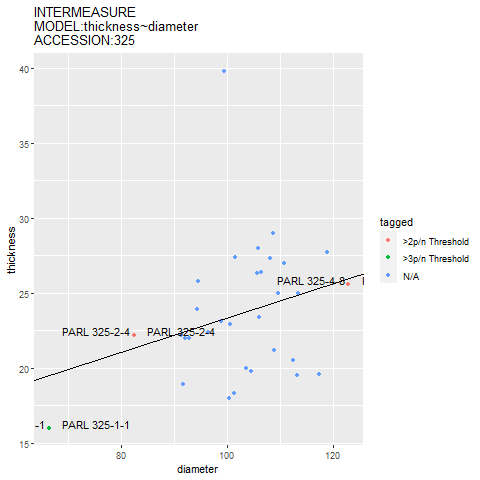 INTERMEASURE
MODEL:thickness~diameter
ACCESSION:325
40
35
30
25
20
15
thickness
PARL 325-4-8
PARL 325-2-4 PARL 325-2-4
-1 PARL 325-1-1
80 100 120
diameter
tagged
>2p/n Threshold
>3p/n Threshold
N/A